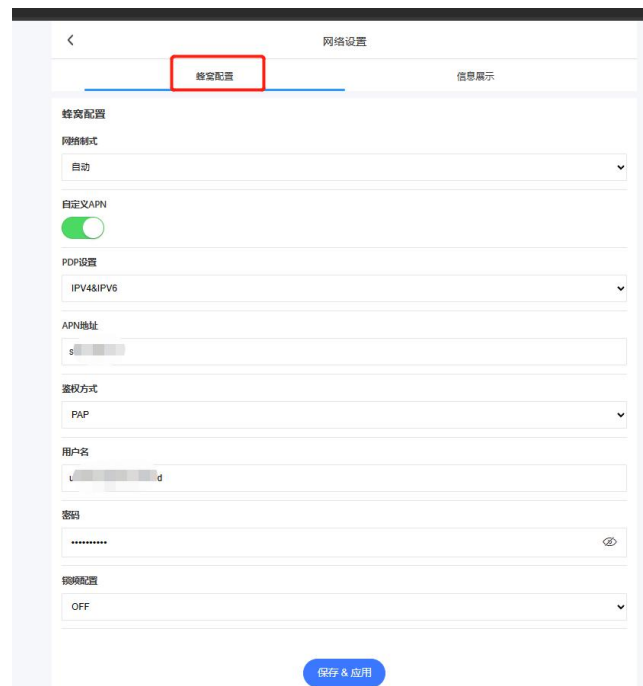 网络设置
蜂窝配置
信息展示
蜂窝配置
网络制式
自动
自定义APN
PDP设置
IPV4&IPV6
APN地址
s
鉴权方式
PAP
用户名
u d
密码
••••••••••
锁频配置
OFF
保存 & 应用